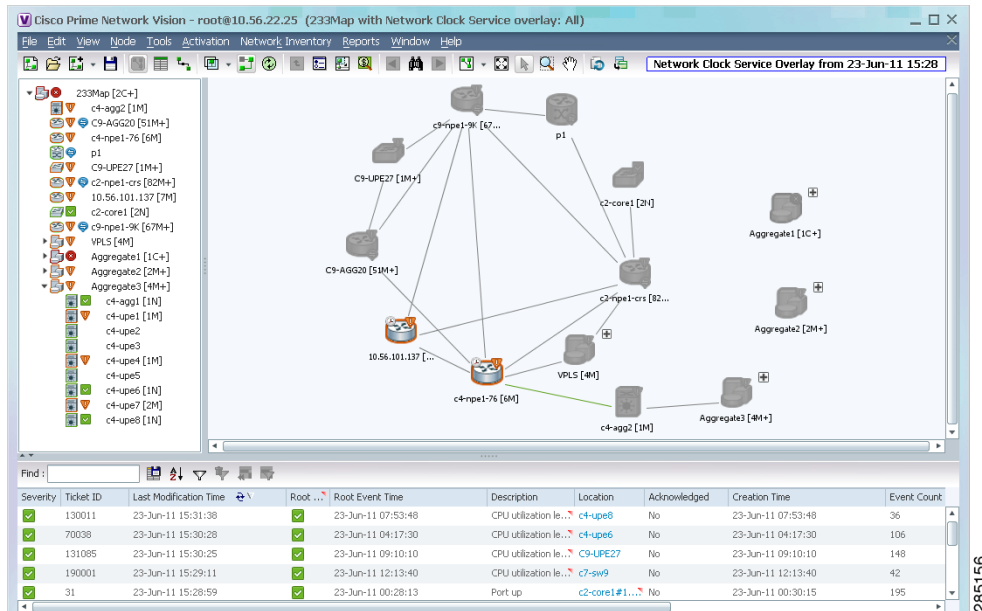 Cisco Prime Network Vision - root@10.56.22.25 (233Map with Network Clock Service overlay: All)
File Edit View Node Tools Activation Network Inventory Reports Window Help
Network Clock Service Overlay from 23-Jun-11 15:28
233Map [2C+]
c4-agg2 [1M]
C9-AGG20 [51M+]
c4-npe1-76 [6M]
p1
C9-UPE27 [1M+]
c2-npe1-crs [82M+]
10.56.101.137 [7M]
c2-core1 [2N]
c9-npe1-9K [67M+]
VPLS [4M]
Aggregate1 [1C+]
Aggregate2 [2M+]
Aggregate3 [4M+]
c4-agg1 [1N]
c4-upe1 [1M]
c4-upe2
c4-upe3
c4-upe4 [1M]
c4-upe5
c4-upe6 [1N]
c4-upe7 [2M]
c4-upe8 [1N]
c9-npe1-9K [67...
p1
C9-UPE27 [1M+]
c2-core1 [2N]
Aggregate1 [1C+]
C9-AGG20 [51M+]
c2-npe1-crs [82...
Aggregate2 [2M+]
10.56.101.137 [...
VPLS [4M]
c4-npe1-76 [6M]
Aggregate3 [4M+]
c4-agg2 [1M]
Find :
Severity Ticket ID Last Modification Time Root ... Root Event Time Description Location Acknowledged Creation Time Event Count
130011 23-Jun-11 15:31:38 23-Jun-11 07:53:48 CPU utilization le... c4-upe8 No 23-Jun-11 07:53:48 36
70038 23-Jun-11 15:30:28 23-Jun-11 04:17:30 CPU utilization le... c4-upe6 No 23-Jun-11 04:17:30 106
131085 23-Jun-11 15:30:25 23-Jun-11 09:10:10 CPU utilization le... C9-UPE27 No 23-Jun-11 09:10:10 148
190001 23-Jun-11 15:29:11 23-Jun-11 12:13:40 CPU utilization le... c7-sw9 No 23-Jun-11 12:13:40 42
31 23-Jun-11 15:28:59 23-Jun-11 00:28:13 Port up c2-core1#1... No 23-Jun-11 00:30:15 195
285156